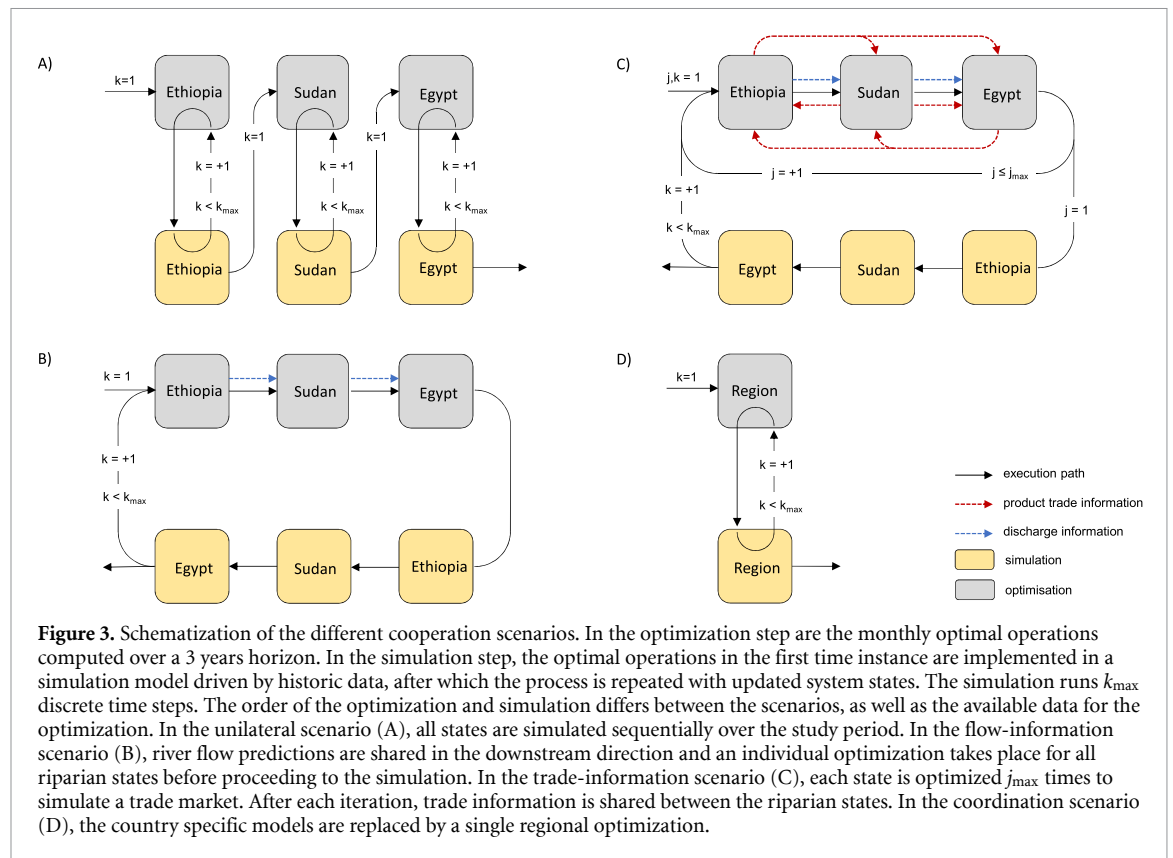 A)
k=1
Ethiopia
Sudan
Egypt
k=1
k=1
k = +1
k = +1
k = +1
k < kmax
k < kmax
k < kmax
Ethiopia
Sudan
Egypt
C)
j,k = 1
Ethiopia
Sudan
Egypt
j = +1
j ≤ jmax
k = +1
k < kmax
j = 1
Egypt
Sudan
Ethiopia
B)
k = 1
Ethiopia
Sudan
Egypt
k = +1
k < kmax
Egypt
Sudan
Ethiopia
D)
k=1
Region
k = +1
k < kmax
Region
execution path
product trade information
discharge information
simulation
optimisation
Figure 3. Schematization of the different cooperation scenarios. In the optimization step are the monthly optimal operations
computed over a 3 years horizon. In the simulation step, the optimal operations in the first time instance are implemented in a
simulation model driven by historic data, after which the process is repeated with updated system states. The simulation runs kmax
discrete time steps. The order of the optimization and simulation differs between the scenarios, as well as the available data for the
optimization. In the unilateral scenario (A), all states are simulated sequentially over the study period. In the flow-information
scenario (B), river flow predictions are shared in the downstream direction and an individual optimization takes place for all
riparian states before proceeding to the simulation. In the trade-information scenario (C), each state is optimized jmax times to
simulate a trade market. After each iteration, trade information is shared between the riparian states. In the coordination scenario
(D), the country specific models are replaced by a single regional optimization.